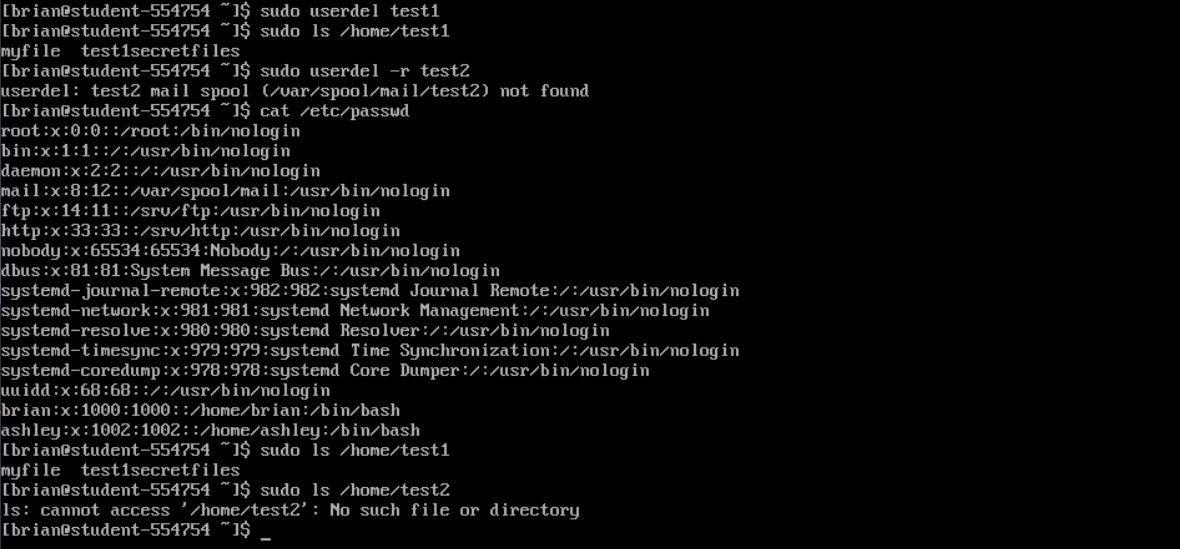 [brian@student-554754 ~]$ sudo userdel test1
[brian@student-554754 ~]$ sudo ls /home/test1
myfile  test1secretfiles
[brian@student-554754 ~]$ sudo userdel -r test2
userdel: test2 mail spool (/var/spool/mail/test2) not found
[brian@student-554754 ~]$ cat /etc/passwd
root:x:0:0::/root:/bin/nologin
bin:x:1:1::/:/usr/bin/nologin
daemon:x:2:2::/:/usr/bin/nologin
mail:x:8:12::/var/spool/mail:/usr/bin/nologin
ftp:x:14:11::/srv/ftp:/usr/bin/nologin
http:x:33:33::/srv/http:/usr/bin/nologin
nobody:x:65534:65534:Nobody:/:/usr/bin/nologin
dbus:x:81:81:System Message Bus:/:/usr/bin/nologin
systemd-journal-remote:x:982:982:systemd Journal Remote:/:/usr/bin/nologin
systemd-network:x:981:981:systemd Network Management:/:/usr/bin/nologin
systemd-resolve:x:980:980:systemd Resolver:/:/usr/bin/nologin
systemd-timesync:x:979:979:systemd Time Synchronization:/:/usr/bin/nologin
systemd-coredump:x:978:978:systemd Core Dumper:/:/usr/bin/nologin
uuidd:x:68:68::/:/usr/bin/nologin
brian:x:1000:1000::/home/brian:/bin/bash
ashley:x:1002:1002::/home/ashley:/bin/bash
[brian@student-554754 ~]$ sudo ls /home/test1
myfile  test1secretfiles
[brian@student-554754 ~]$ sudo ls /home/test2
ls: cannot access '/home/test2': No such file or directory
[brian@student-554754 ~]$ _